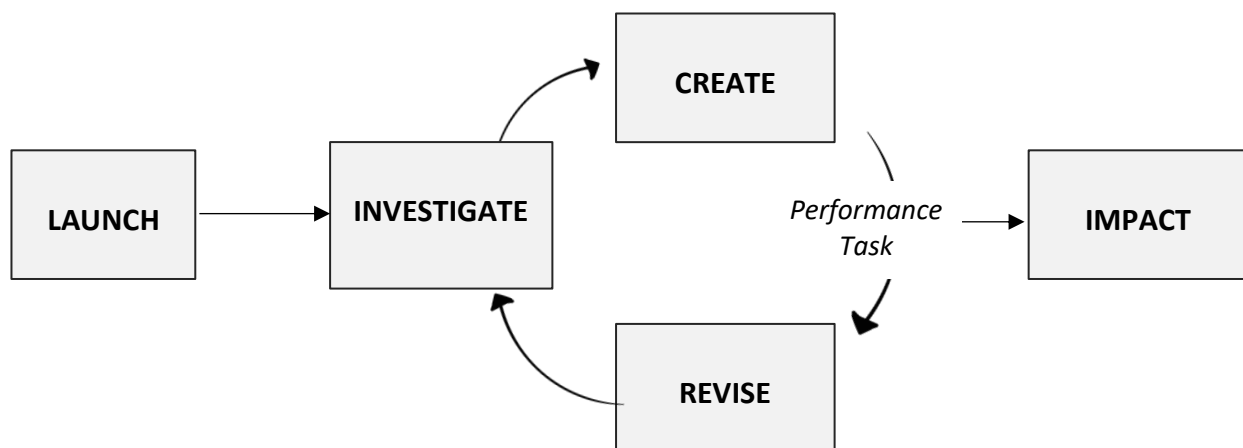 LAUNCH
INVESTIGATE
CREATE
Performance
Task
REVISE
IMPACT